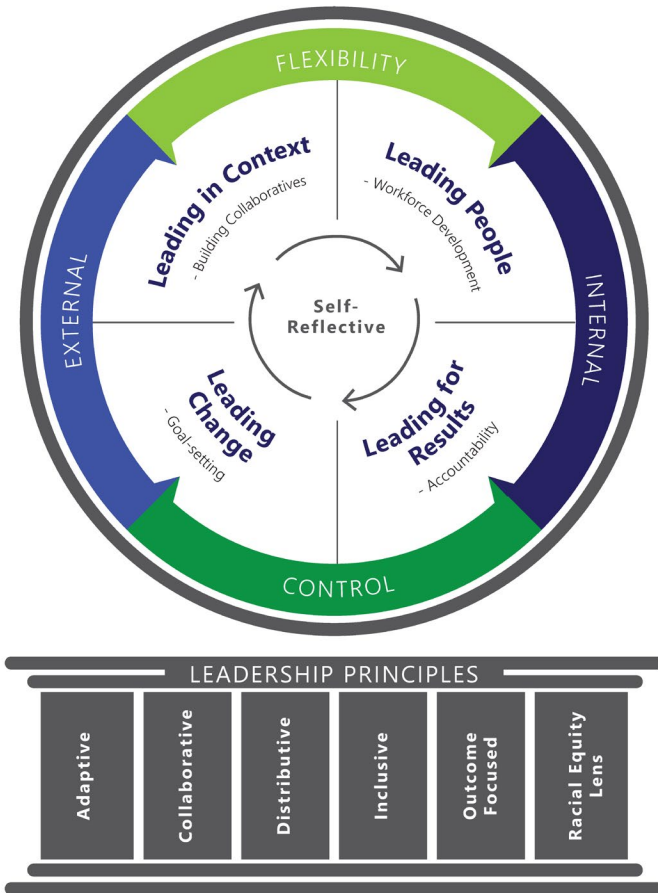 FLEXIBILITY
Leading in Context
- Building Collaboratives
Leading People
- Workforce Development
EXTERNAL
INTERNAL
Self-
Reflective
Leading
Change
- Goal-setting
Leading for
Results
- Accountability
CONTROL
LEADERSHIP PRINCIPLES
Adaptive
Collaborative
Distributive
Inclusive
Outcome
Focused
Racial Equity
Lens